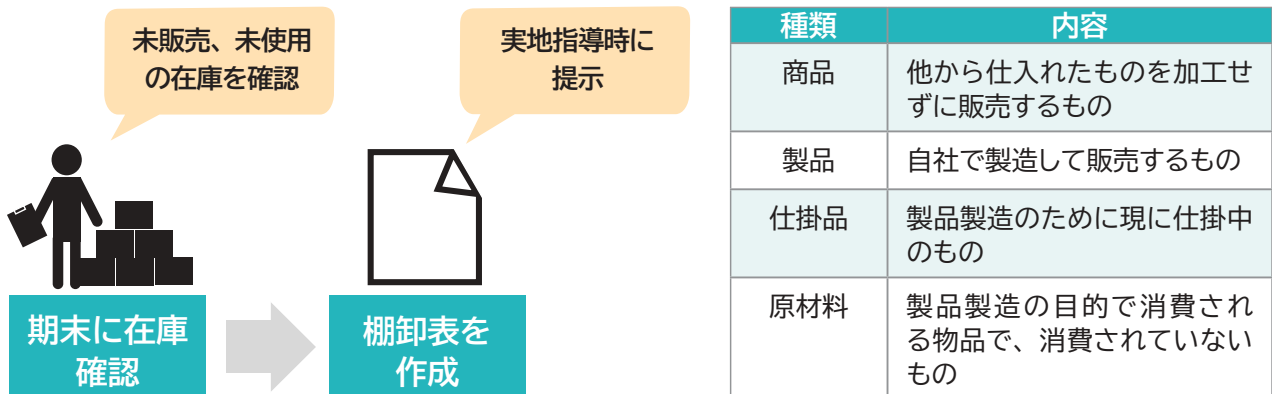 未販売、未使用
の在庫を確認
実地指導時に
提示
期末に在庫
確認
棚卸表を
作成
種類 内容
商品 他から仕入れたものを加工せ
ずに販売するもの
製品 自社で製造して販売するもの
仕掛品 製品製造のために現に仕掛中
のもの
原材料 製品製造の目的で消費され
る物品で、消費されていない
もの